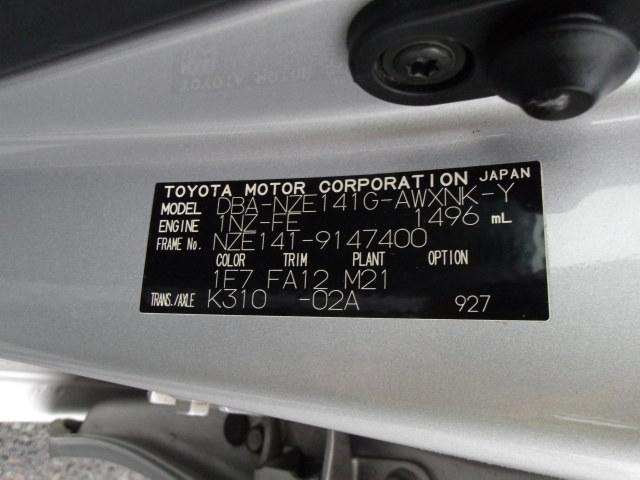 TOYOTA MOTOR CORPORATION JAPAN
MODEL DBA-NZE141G-AWXNK-Y
ENGINE 1NZ-FE 1496 mL
FRAME No. NZE141-9147400
COLOR TRIM PLANT OPTION
1E7 FA12 M21
TRANS./AXLE K310 -02A 927